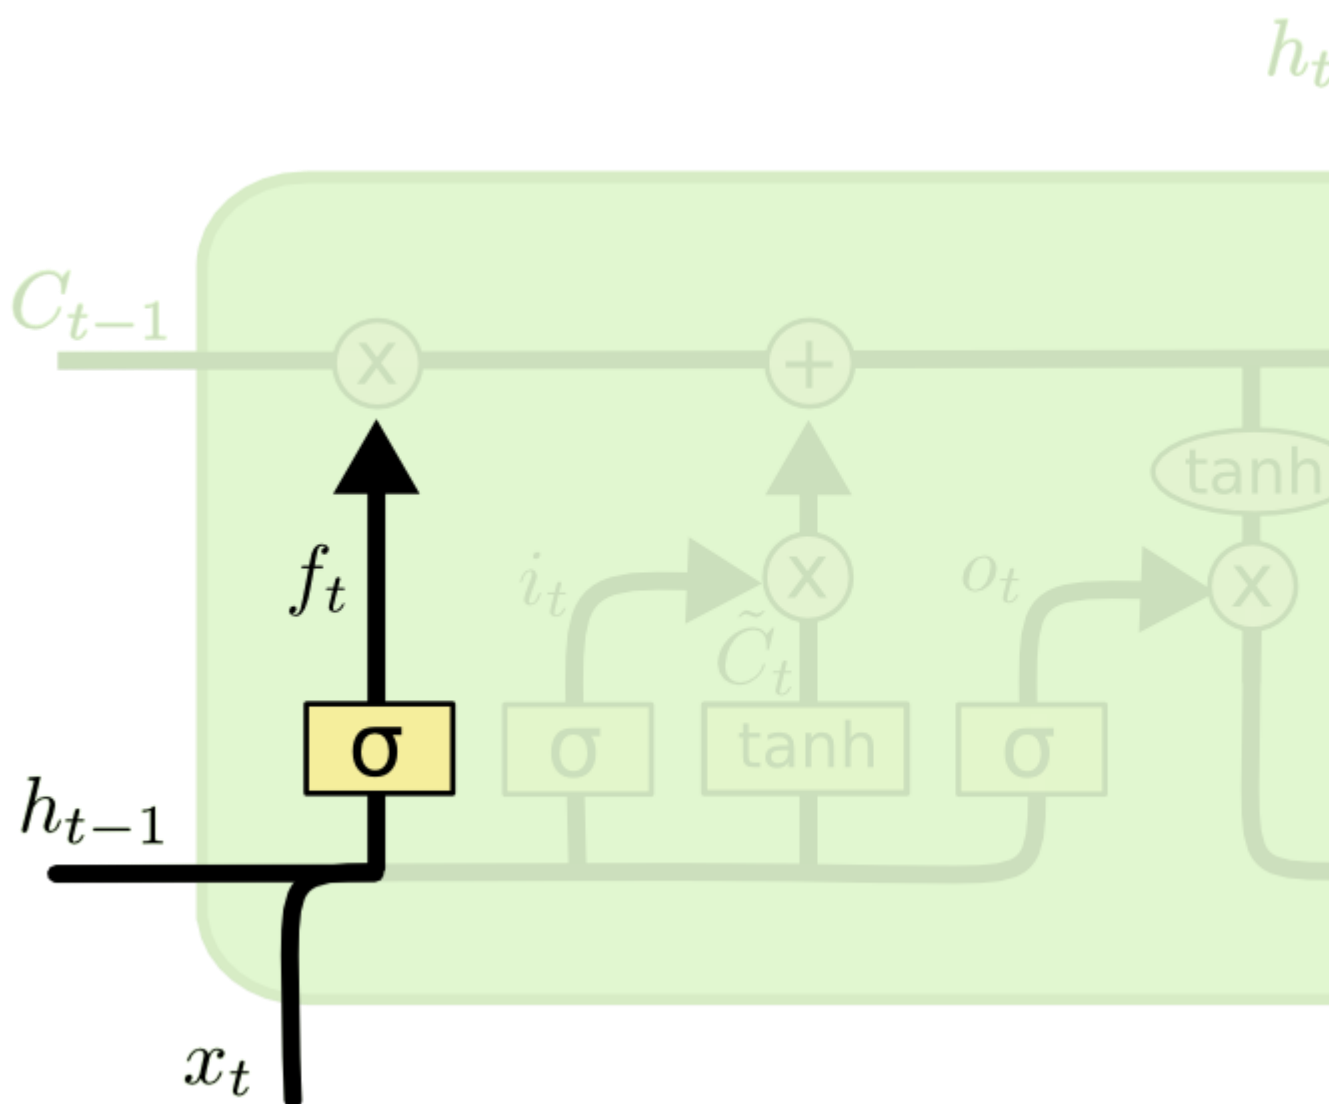 h_t
C_{t-1}
x
+
tanh
f_t
i_t
x
o_t
x
C̃_t
σ
σ
tanh
σ
h_{t-1}
x_t